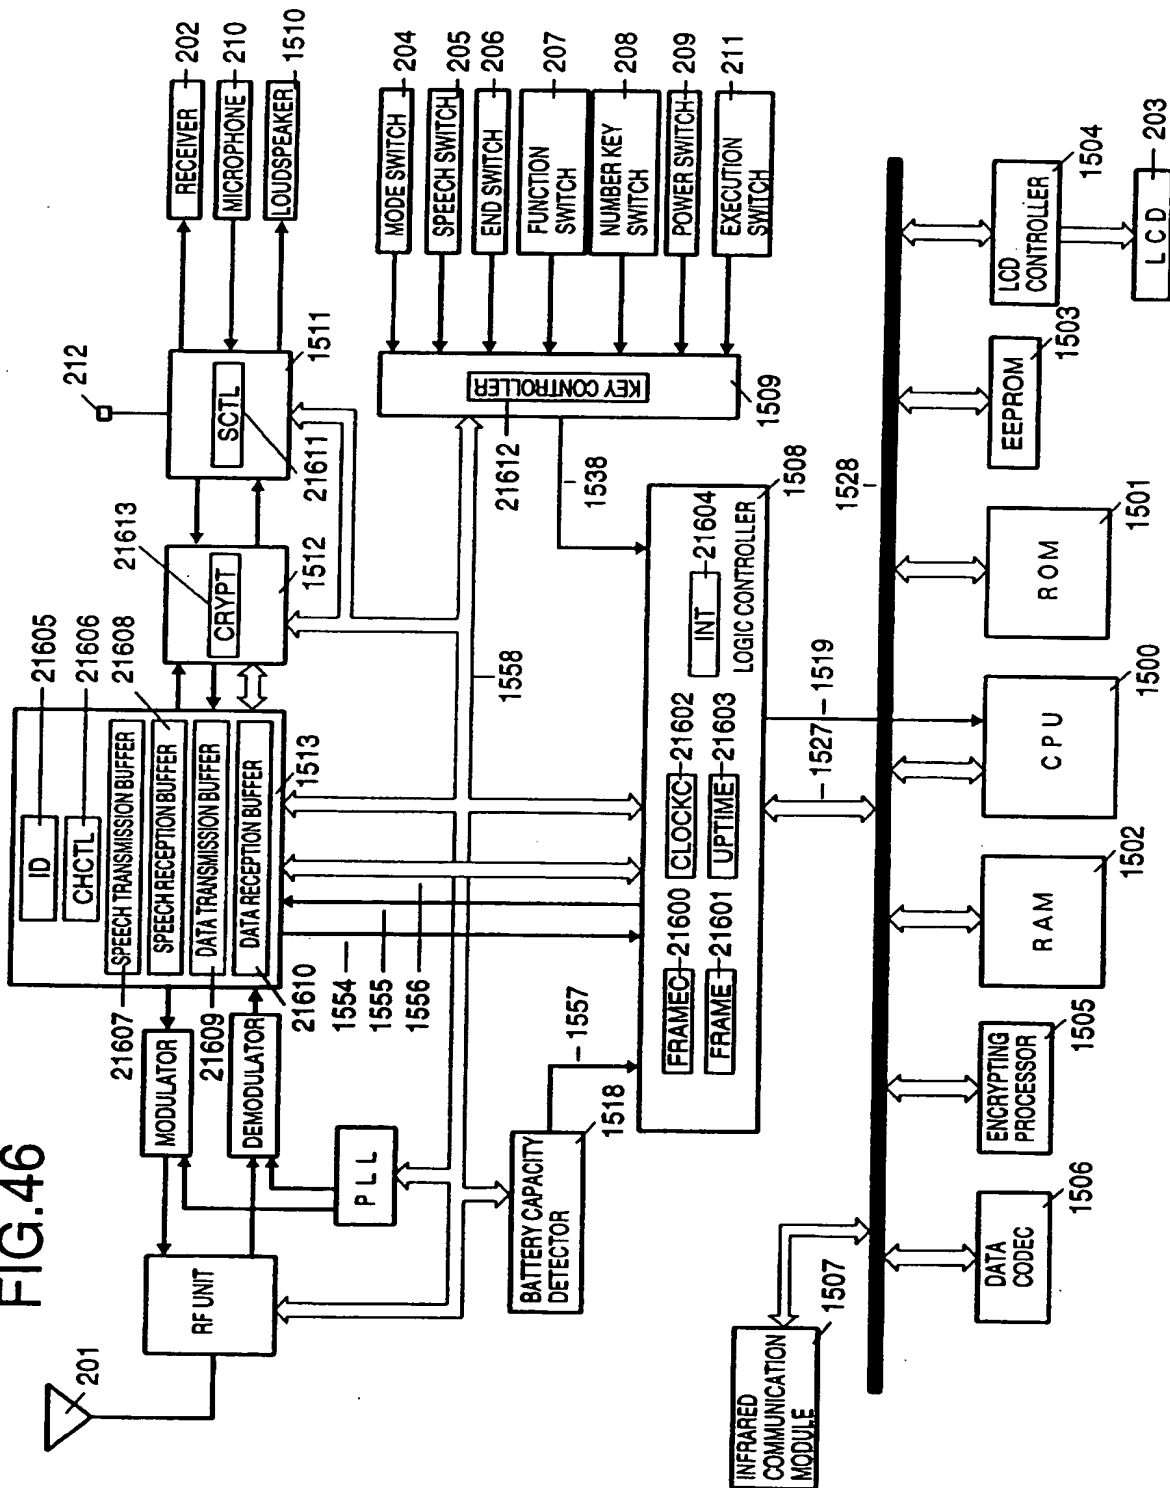 FIG.46
201
RF UNIT
MODULATOR
DEMODULATOR
P L L
21607
21609
21610
ID
21605
CHCTL
21606
21608
SPEECH TRANSMISSION BUFFER
SPEECH RECEPTION BUFFER
DATA TRANSMISSION BUFFER
DATA RECEPTION BUFFER
1513
21613
CRYPT
1512
212
SCTL
1511
21611
RECEIVER
202
MICROPHONE
210
LOUDSPEAKER
1510
MODE SWITCH
204
SPEECH SWITCH
205
END SWITCH
206
FUNCTION
SWITCH
207
NUMBER KEY
SWITCH
208
POWER SWITCH
209
EXECUTION
SWITCH
211
KEY CONTROLLER
21612
1509
1538
1558
1554
1555
1556
1557
BATTERY CAPACITY
DETECTOR
1518
FRAMEC
21600
FRAME
21601
CLOCKC
21602
UPTIME
21603
INT
21604
LOGIC CONTROLLER
1508
1527
1519
1528
INFRARED
COMMUNICATION
MODULE
1507
DATA
CODEC
1506
ENCRYPTING
PROCESSOR
1505
RAM
1502
CPU
1500
ROM
1501
EEPROM
1503
LCD
CONTROLLER
1504
LCD
203